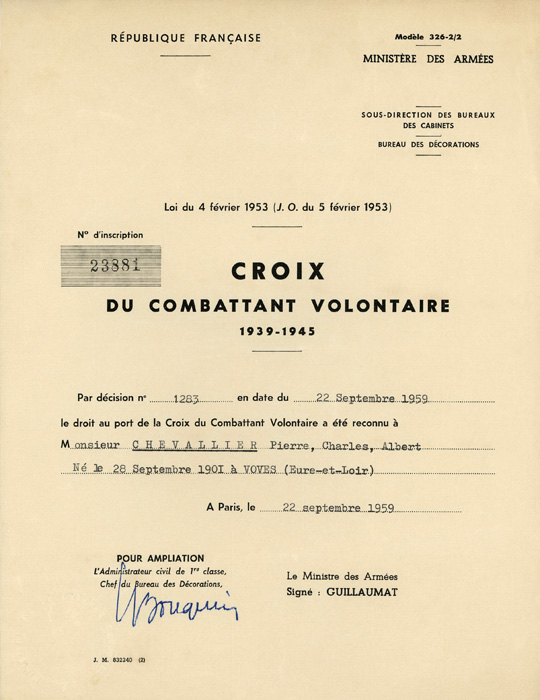 RÉPUBLIQUE FRANÇAISE
Modèle 326-2/2
MINISTÈRE DES ARMÉES
SOUS-DIRECTION DES BUREAUX
DES CABINETS
BUREAU DES DÉCORATIONS
Loi du 4 février 1953 (J. O. du 5 février 1953)
N° d'inscription
23881
CROIX
DU COMBATTANT VOLONTAIRE
1939-1945
Par décision n° 1283 en date du 22 Septembre 1959
le droit au port de la Croix du Combattant Volontaire a été reconnu à
Monsieur CHEVALLIER Pierre, Charles, Albert
Né le 28 Septembre 1901 à VOVES (Eure-et-Loir)
A Paris, le 22 septembre 1959
POUR AMPLIATION
L'Administrateur civil de 1re classe,
Chef du Bureau des Décorations,
Le Ministre des Armées
Signé : GUILLAUMAT
J. M. 832240 (2)